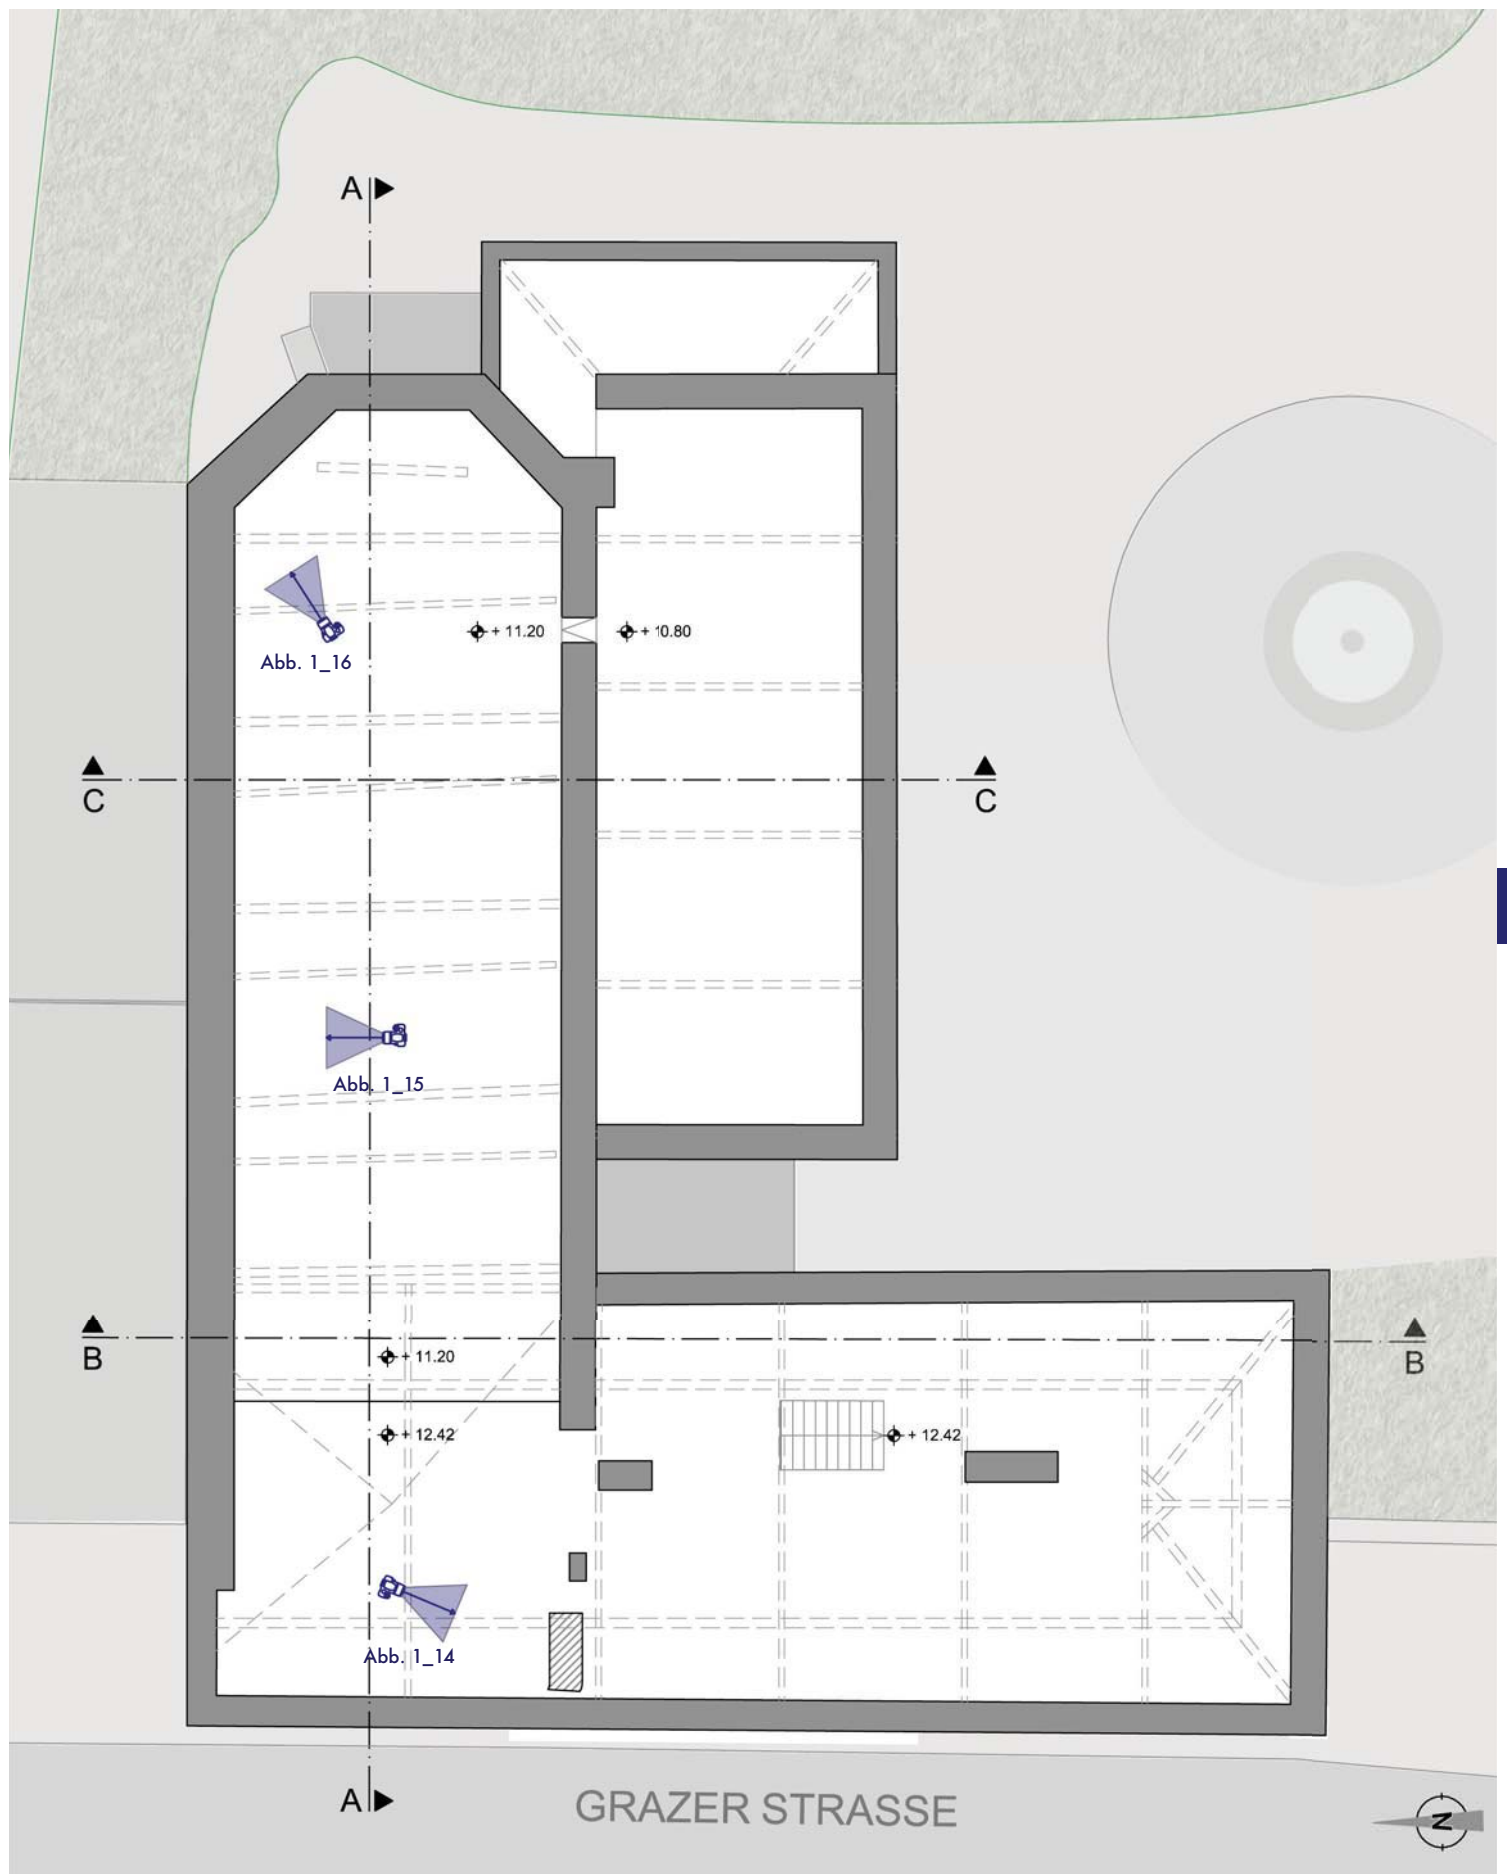 A
+ 11.20
+ 10.80
Abb. 1_16
C
C
Abb. 1_15
B
B
+ 11.20
+ 12.42
+ 12.42
Abb. 1_14
A
GRAZER STRASSE
N